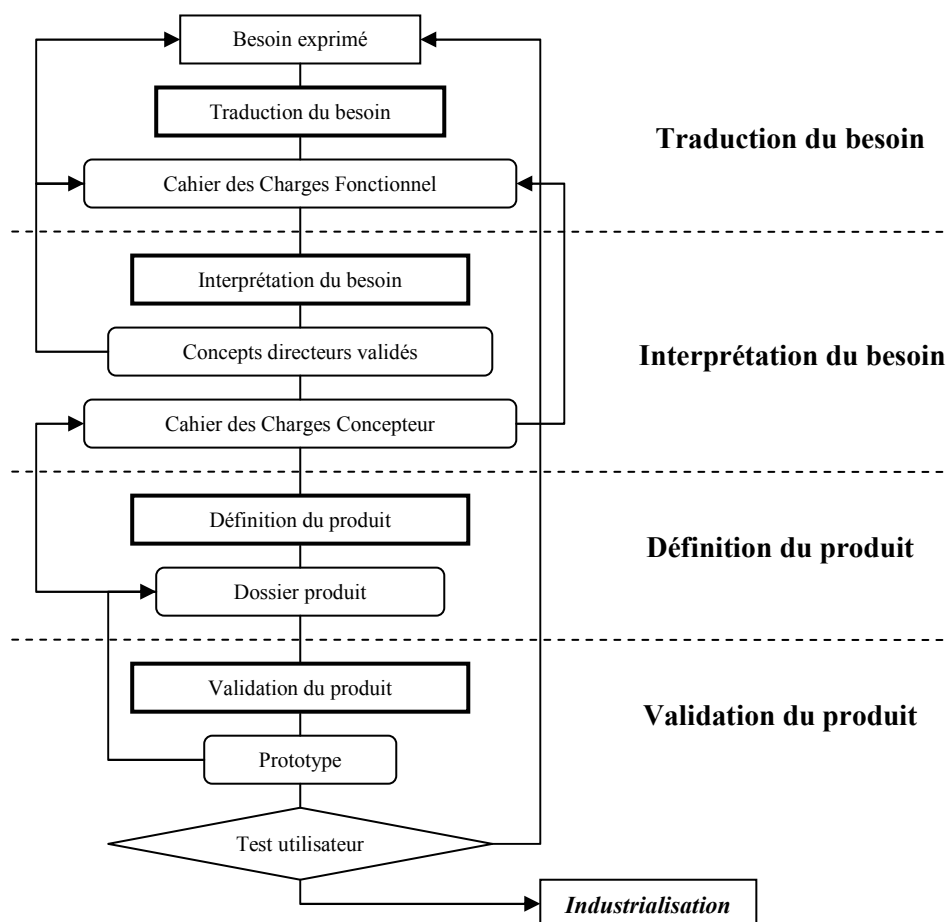 Besoin exprimé
Traduction du besoin
Traduction du besoin
Cahier des Charges Fonctionnel
Interprétation du besoin
Concepts directeurs validés
Interprétation du besoin
Cahier des Charges Concepteur
Définition du produit
Définition du produit
Dossier produit
Validation du produit
Validation du produit
Prototype
Test utilisateur
Industrialisation